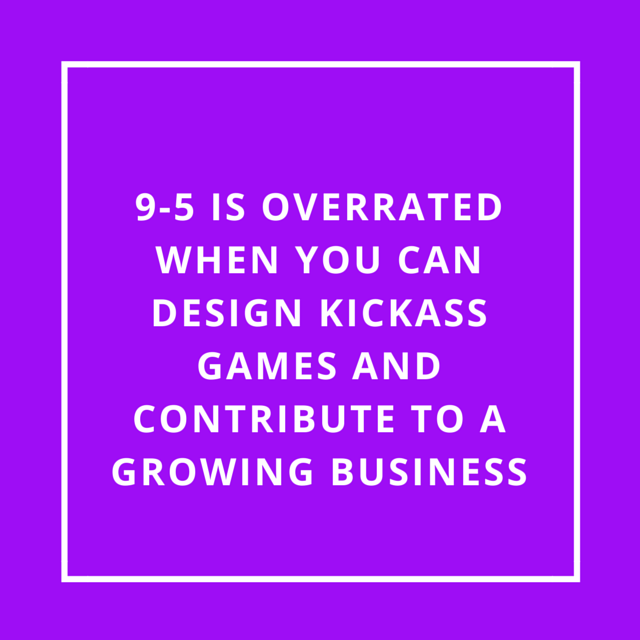 9-5 IS OVERRATED
WHEN YOU CAN
DESIGN KICKASS
GAMES AND
CONTRIBUTE TO A
GROWING BUSINESS